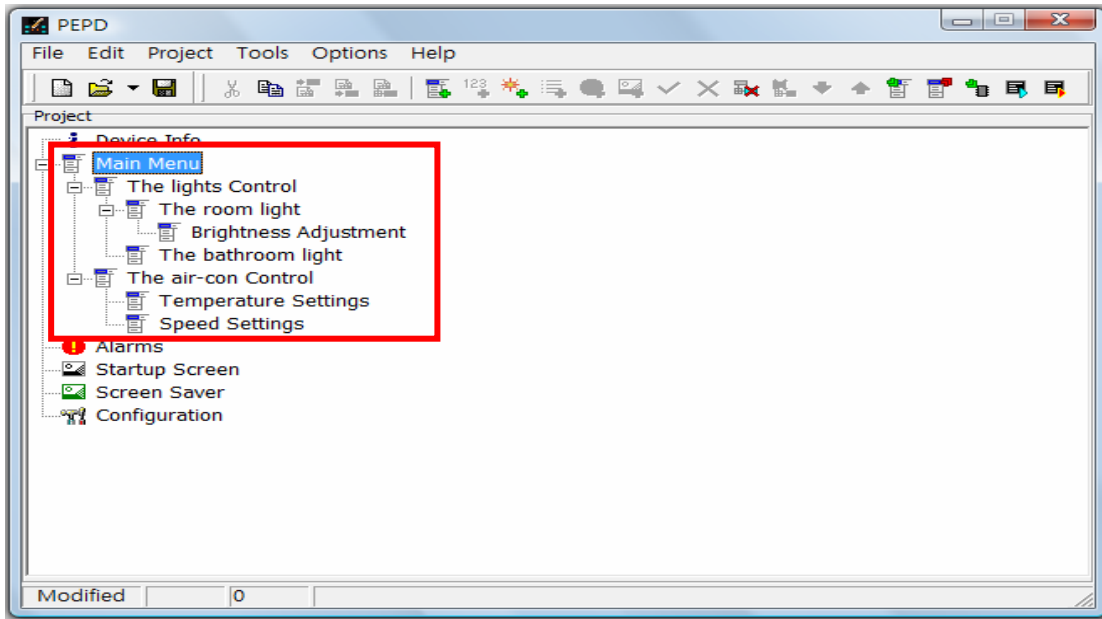 PEPD
File Edit Project Tools Options Help
123
Project
Device Info
Main Menu
The lights Control
The room light
Brightness Adjustment
The bathroom light
The air-con Control
Temperature Settings
Speed Settings
Alarms
Startup Screen
Screen Saver
Configuration
Modified 0